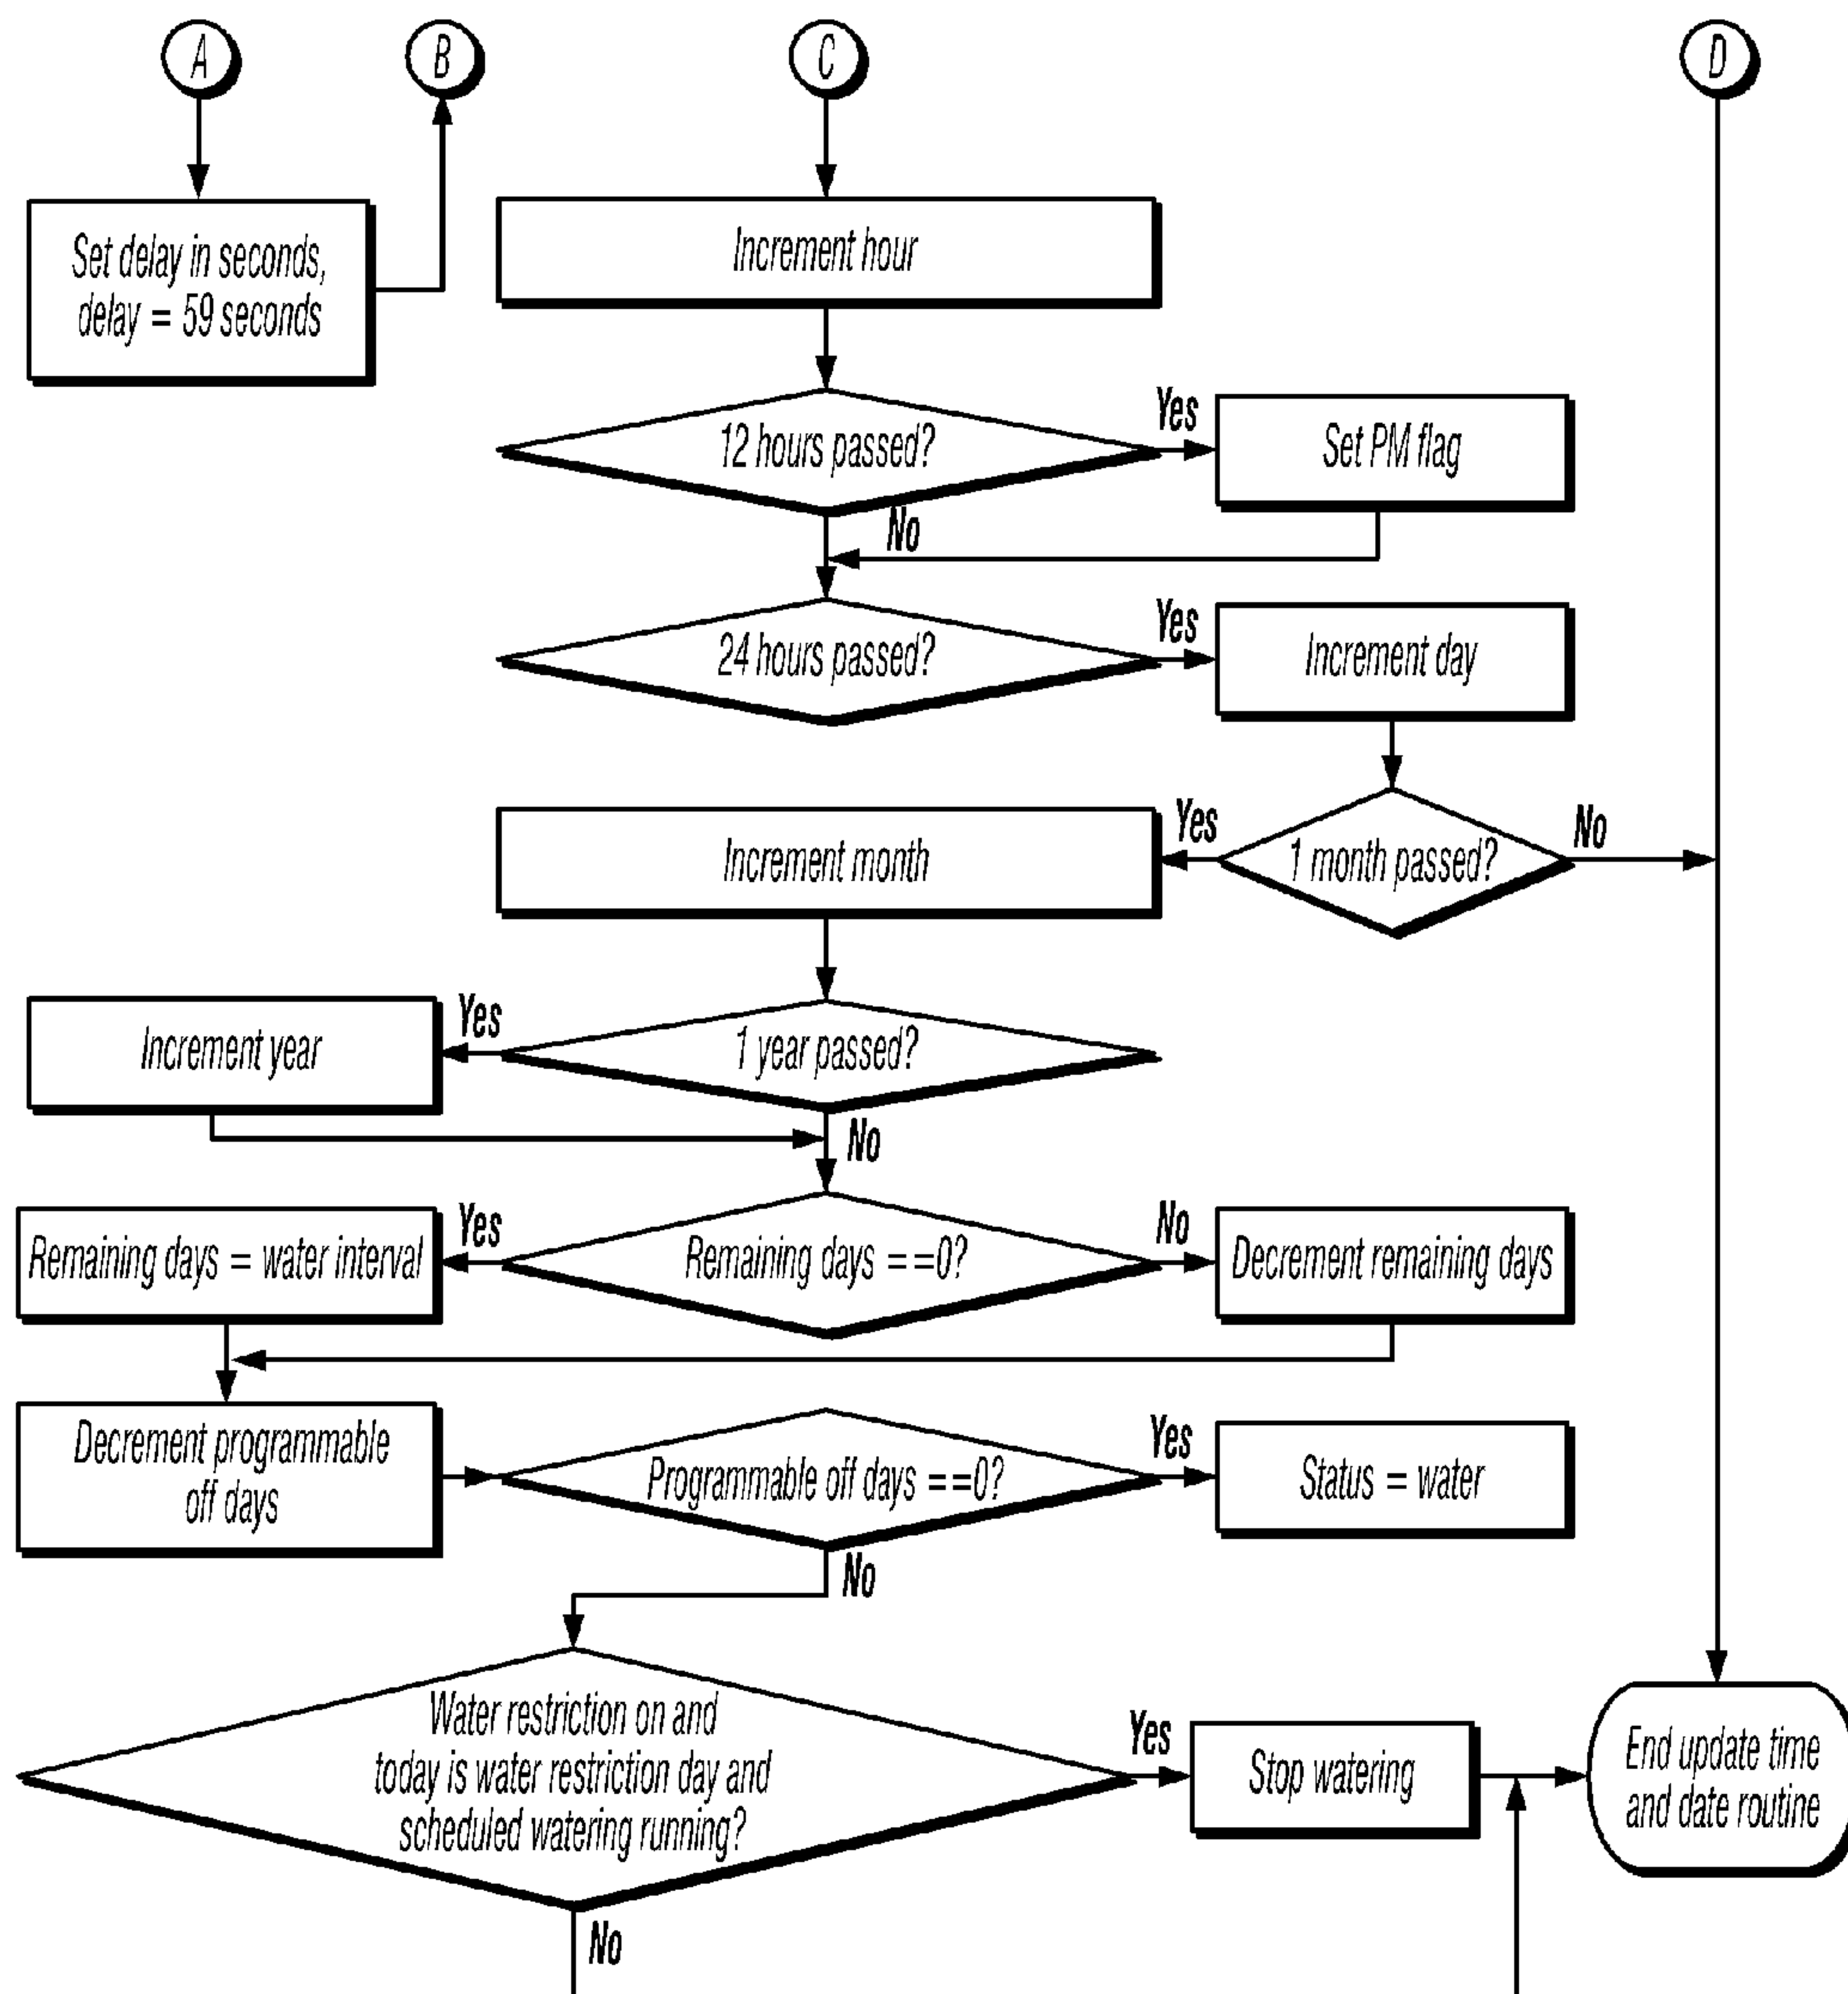 A
B
C
D
Set delay in seconds,
delay = 59 seconds
Increment hour
12 hours passed?
Yes
Set PM flag
No
24 hours passed?
Yes
Increment day
Increment month
Yes
1 month passed?
No
Increment year
Yes
1 year passed?
No
Remaining days = water interval
Yes
Remaining days ==0?
No
Decrement remaining days
Decrement programmable
off days
Programmable off days ==0?
Yes
Status = water
No
Water restriction on and
today is water restriction day and
scheduled watering running?
Yes
Stop watering
End update time
and date routine
No